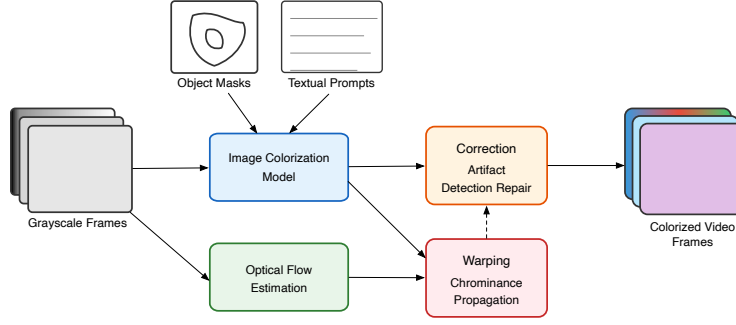 Object Masks
Textual Prompts
Grayscale Frames
Image Colorization
Model
Optical Flow
Estimation
Correction
Artifact
Detection Repair
Warping
Chrominance
Propagation
Colorized Video
Frames